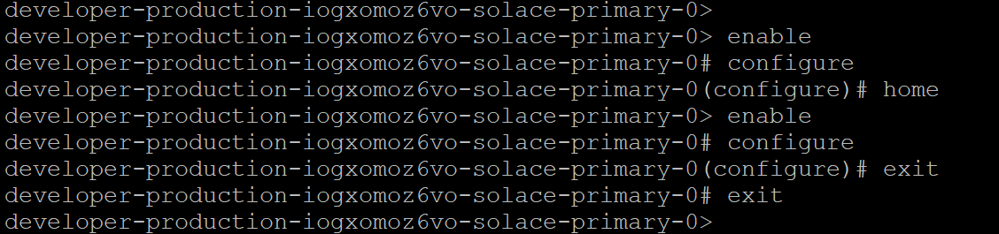 developer-production-iogxomoz6vo-solace-primary-0>
developer-production-iogxomoz6vo-solace-primary-0> enable
developer-production-iogxomoz6vo-solace-primary-0# configure
developer-production-iogxomoz6vo-solace-primary-0(configure)# home
developer-production-iogxomoz6vo-solace-primary-0> enable
developer-production-iogxomoz6vo-solace-primary-0# configure
developer-production-iogxomoz6vo-solace-primary-0(configure)# exit
developer-production-iogxomoz6vo-solace-primary-0# exit
developer-production-iogxomoz6vo-solace-primary-0>